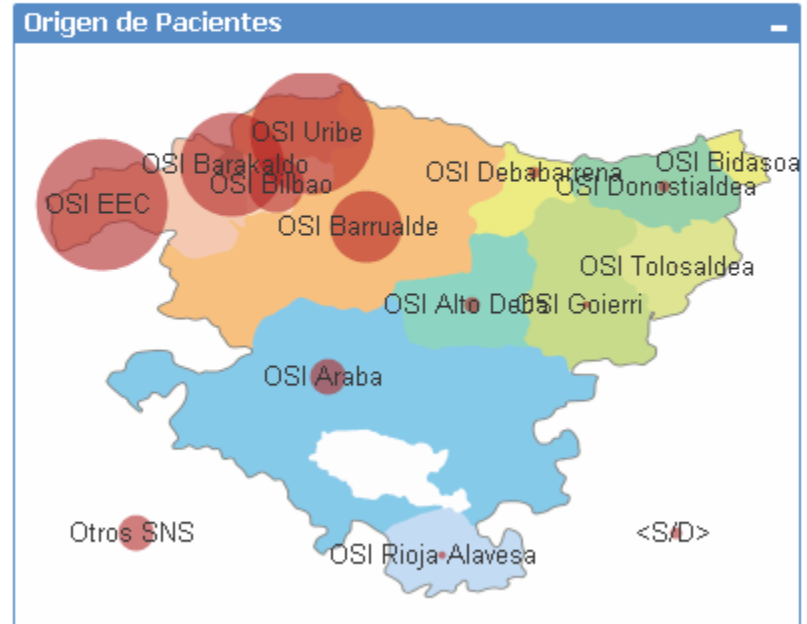 Origen de Pacientes
OSI Uribe
OSI Barakaldo
OSI Bilbao
OSI EEC
OSI Barrualde
OSI Debabarrena
OSI Bidasoa
OSI Donostialdea
OSI Tolosaldea
OSI Alto Deba
OSI Goierri
OSI Araba
Otros SNS
<S/D>
OSI Rioja Alavesa